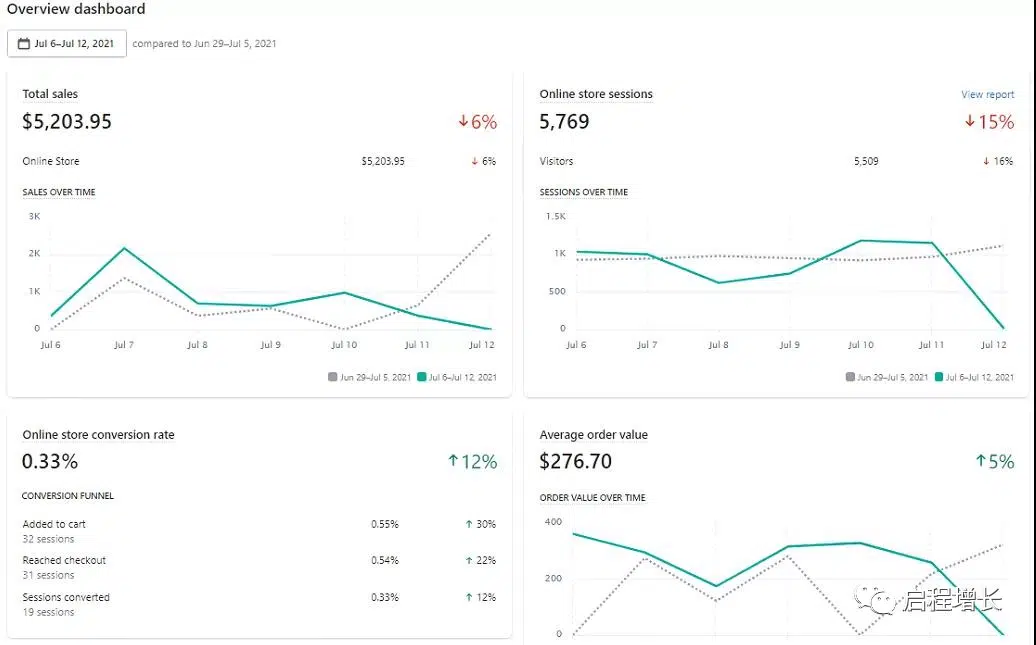 Overview dashboard
Jul 6–Jul 12, 2021 compared to Jun 29–Jul 5, 2021
Total sales
$5,203.95 ↓6%
Online Store $5,203.95 ↓ 6%
SALES OVER TIME
3K
2K
1K
0
Jul 6 Jul 7 Jul 8 Jul 9 Jul 10 Jul 11 Jul 12
Jun 29–Jul 5, 2021 Jul 6–Jul 12, 2021
Online store sessions View report
5,769 ↓15%
Visitors 5,509 ↓ 16%
SESSIONS OVER TIME
1.5K
1K
500
0
Jul 6 Jul 7 Jul 8 Jul 9 Jul 10 Jul 11 Jul 12
Jun 29–Jul 5, 2021 Jul 6–Jul 12, 2021
Online store conversion rate
0.33% ↑12%
CONVERSION FUNNEL
Added to cart 0.55% ↑ 30%
32 sessions
Reached checkout 0.54% ↑ 22%
31 sessions
Sessions converted 0.33% ↑ 12%
19 sessions
Average order value
$276.70 ↑5%
ORDER VALUE OVER TIME
400
200
0
启程增长